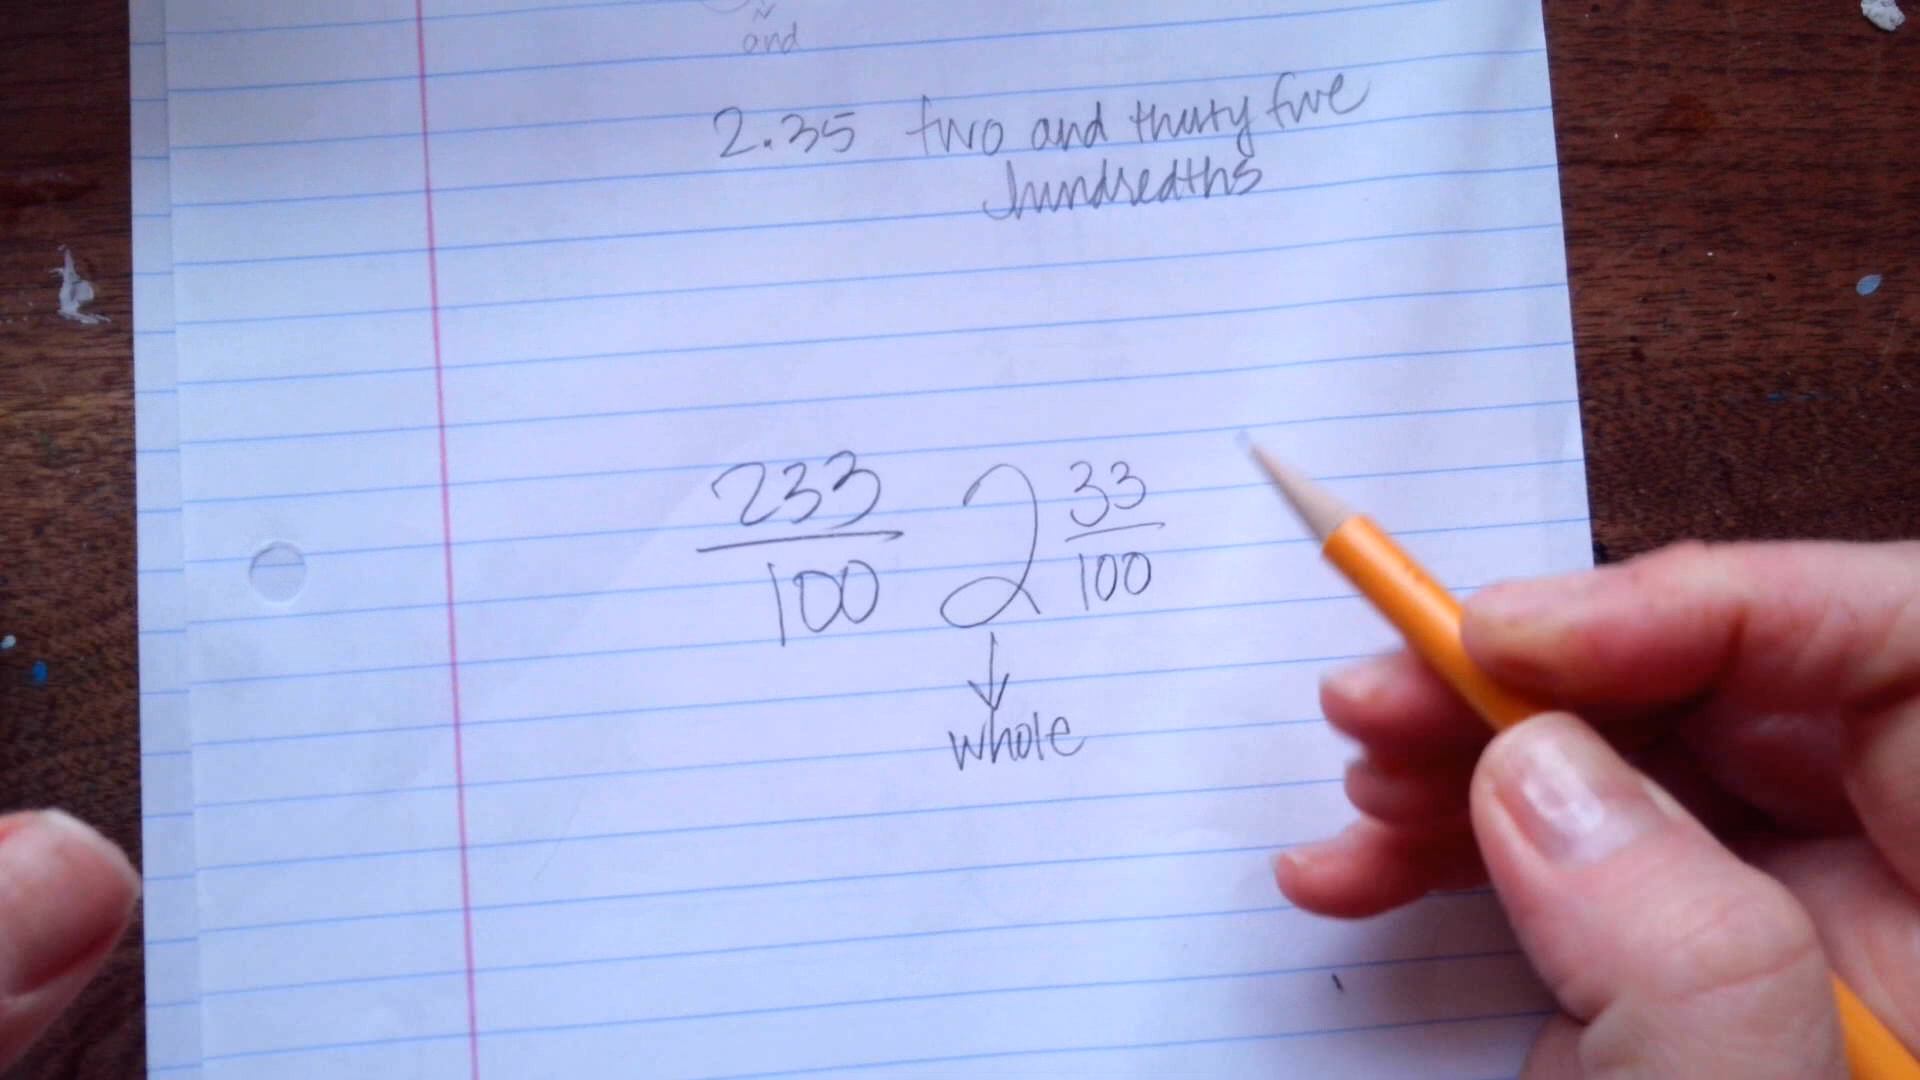 and
2.35 two and thirty five
hundredths
233/100 2 33/100
whole